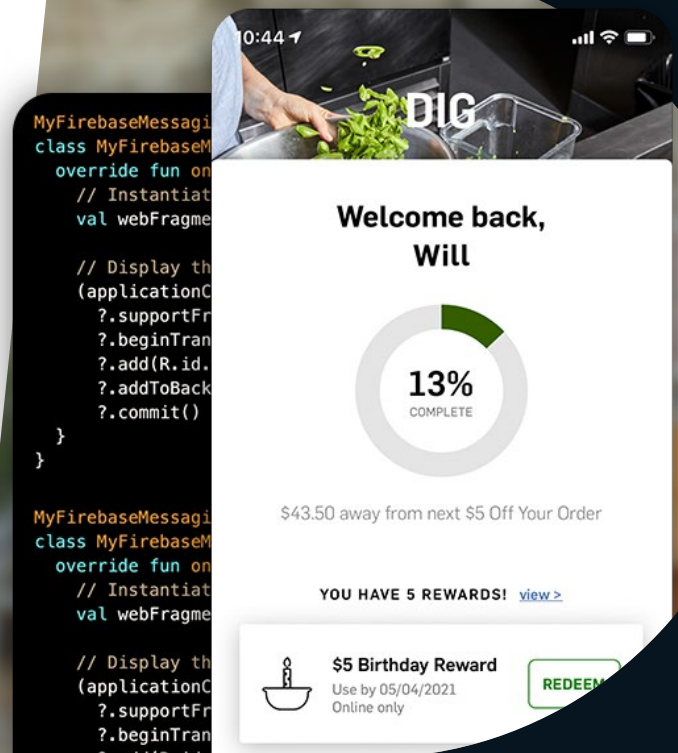 MyFirebaseMessagi
class MyFirebaseM
override fun on
// Instantiat
val webFragme
// Display th
(applicationC
?.supportFr
?.beginTran
?.add(R.id.
?.addToBack
?.commit()
}
}
MyFirebaseMessagi
class MyFirebaseM
override fun on
// Instantiat
val webFragme
// Display th
(applicationC
?.supportFr
?.beginTran
10:44
DIG
Welcome back,
Will
13%
COMPLETE
$43.50 away from next $5 Off Your Order
YOU HAVE 5 REWARDS! view >
$5 Birthday Reward
Use by 05/04/2021
Online only
REDEEM